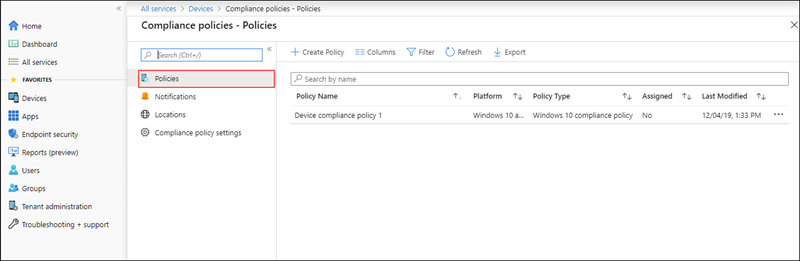 All services > Devices > Compliance policies - Policies
Compliance policies - Policies
Home
Dashboard
All services
FAVORITES
Devices
Apps
Endpoint security
Reports (preview)
Users
Groups
Tenant administration
Troubleshooting + support
Search (Ctrl+/)
Policies
Notifications
Locations
Compliance policy settings
Create Policy Columns Filter Refresh Export
Search by name
Policy Name Platform Policy Type Assigned Last Modified
Device compliance policy 1 Windows 10 a... Windows 10 compliance policy No 12/04/19, 1:33 PM ...